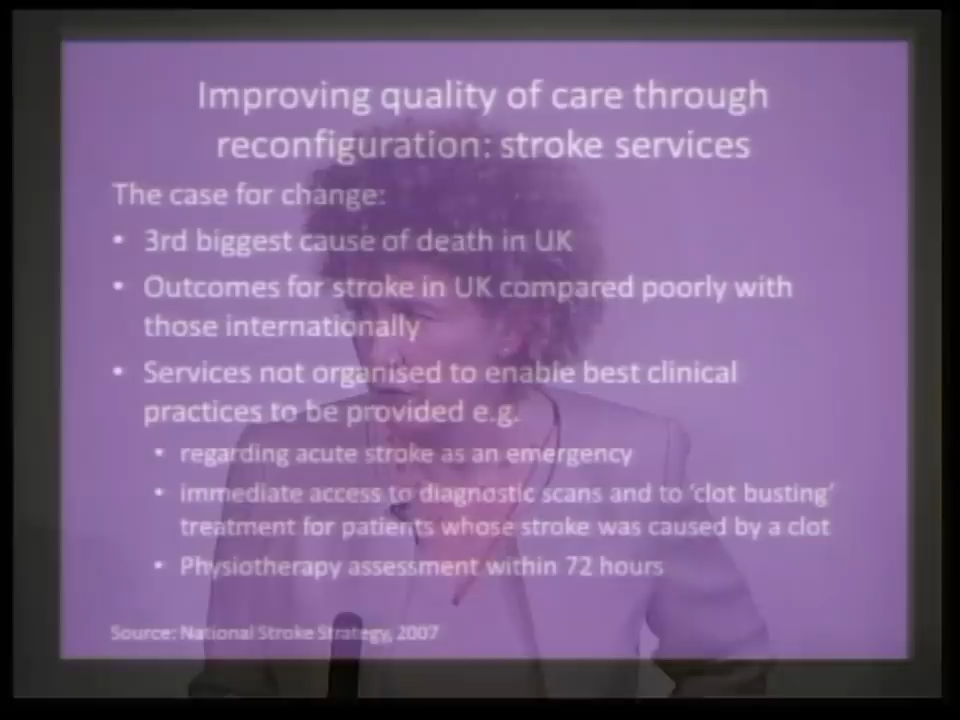 Improving quality of care through
reconfiguration: stroke services
The case for change:
• 3rd biggest cause of death in UK
• Outcomes for stroke in UK compared poorly with
those internationally
• Services not organised to enable best clinical
practices to be provided e.g.
• regarding acute stroke as an emergency
• immediate access to diagnostic scans and to ‘clot busting’
treatment for patients whose stroke was caused by a clot
• Physiotherapy assessment within 72 hours
Source: National Stroke Strategy, 2007